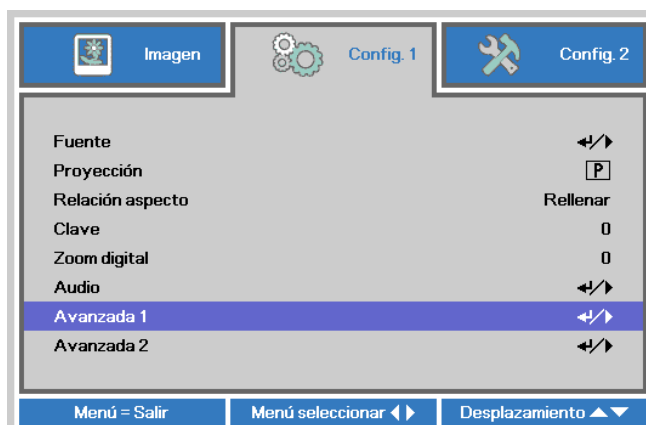 Imagen Config. 1 Config. 2
Fuente
Proyección P
Relación aspecto Rellenar
Clave 0
Zoom digital 0
Audio
Avanzada 1
Avanzada 2
Menú = Salir Menú seleccionar Desplazamiento